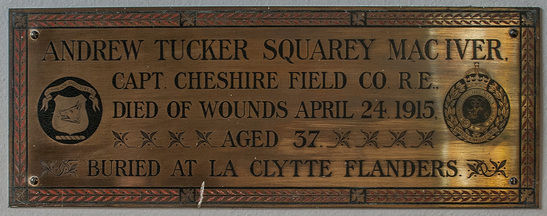 ANDREW TUCKER SQUAREY MAC IVER,
CAPT. CHESHIRE FIELD CO. R.E.,
DIED OF WOUNDS APRIL 24. 1915,
AGED 37.
BURIED AT LA CLYTTE FLANDERS.